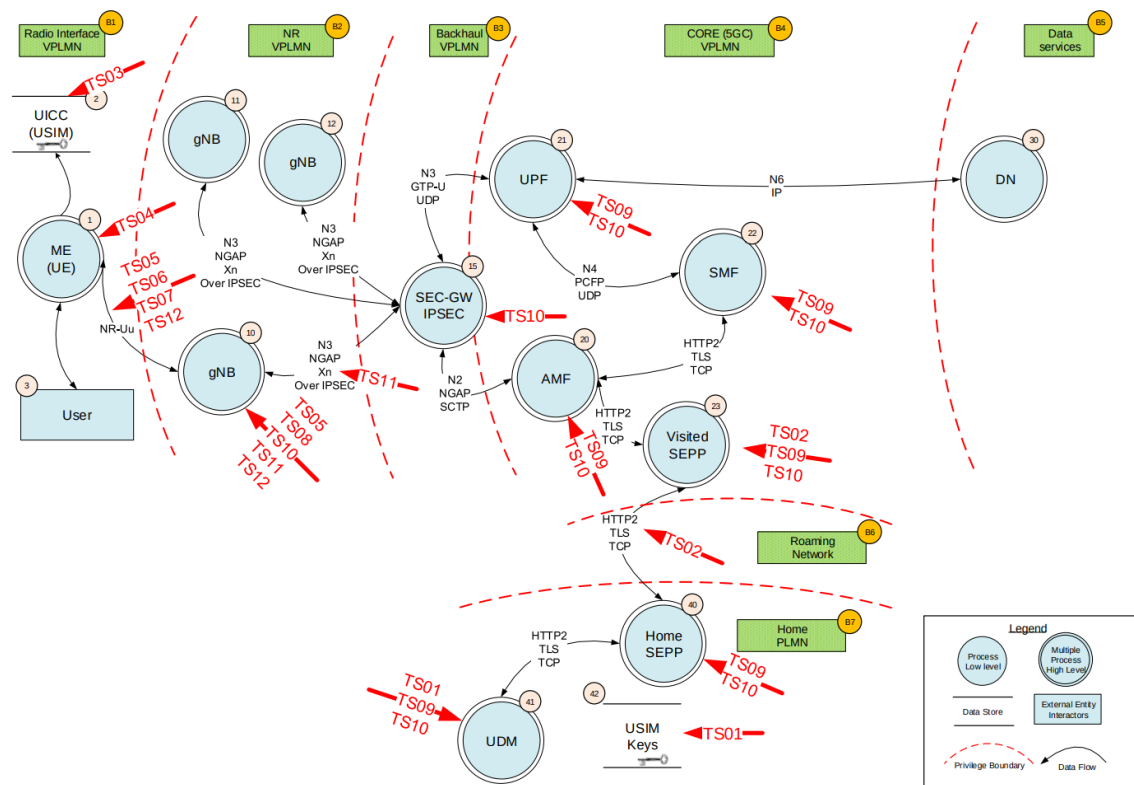 B1
Radio Interface
VPLMN
B2
NR
VPLMN
B3
Backhaul
VPLMN
B4
CORE (5GC)
VPLMN
B5
Data
services
TS03
2
UICC
(USIM)
11
gNB
12
gNB
21
UPF
30
DN
N3
GTP-U
UDP
N6
IP
TS09
TS10
1
ME
(UE)
TS04
TS05
TS06
TS07
TS12
NR-Uu
N3
NGAP
Xn
Over IPSEC
N3
NGAP
Xn
Over IPSEC
15
SEC-GW
IPSEC
TS10
N4
PCFP
UDP
22
SMF
TS09
TS10
10
gNB
N3
NGAP
Xn
Over IPSEC
TS11
N2
NGAP
SCTP
20
AMF
HTTP2
TLS
TCP
3
User
TS05
TS08
TS10
TS11
TS12
TS09
TS10
HTTP2
TLS
TCP
23
Visited
SEPP
TS02
TS09
TS10
HTTP2
TLS
TCP
TS02
B6
Roaming
Network
40
Home
SEPP
B7
Home
PLMN
HTTP2
TLS
TCP
TS09
TS10
TS01
TS09
TS10
41
UDM
42
USIM
Keys
TS01
Legend
Process
Low level
Multiple
Process
High Level
Data Store
External Entity
Interactors
Privilege Boundary
Data Flow